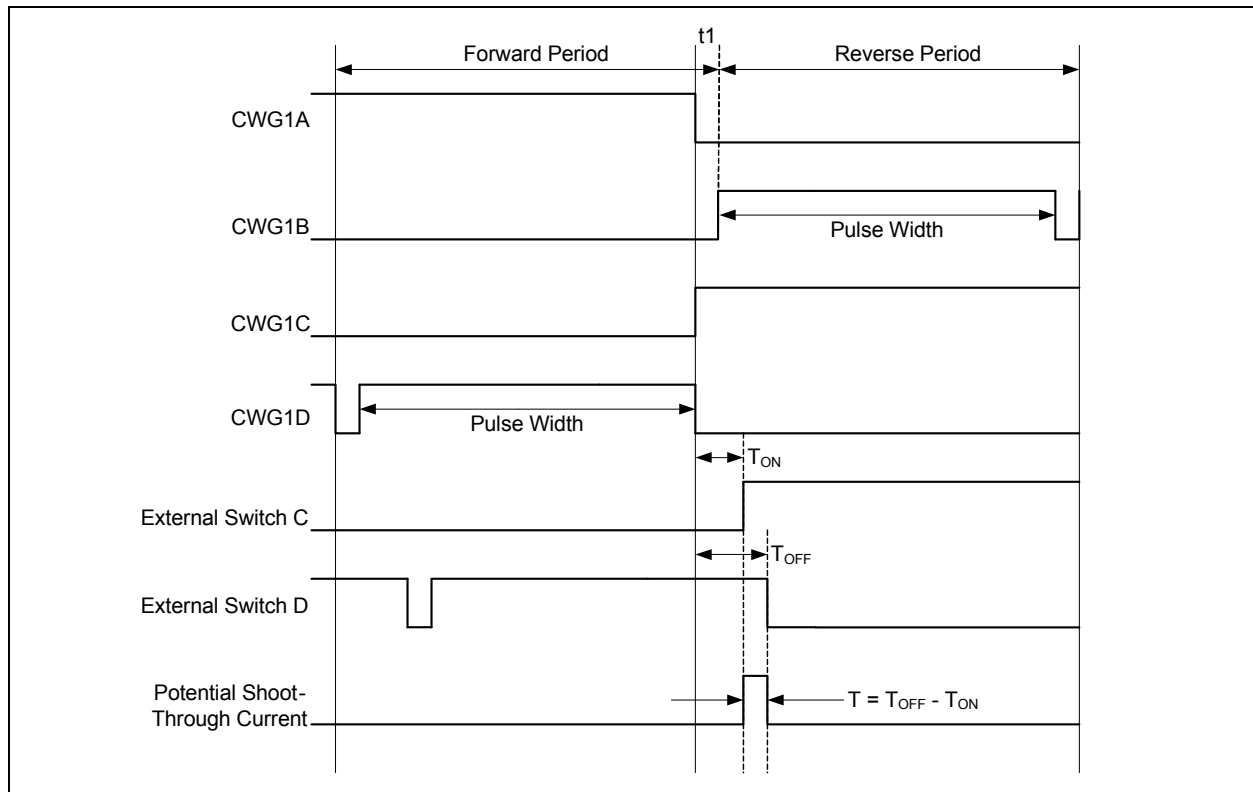 t1
Forward Period
Reverse Period
CWG1A
CWG1B
Pulse Width
CWG1C
CWG1D
Pulse Width
TON
External Switch C
TOFF
External Switch D
Potential Shoot-
Through Current
T = TOFF - TON